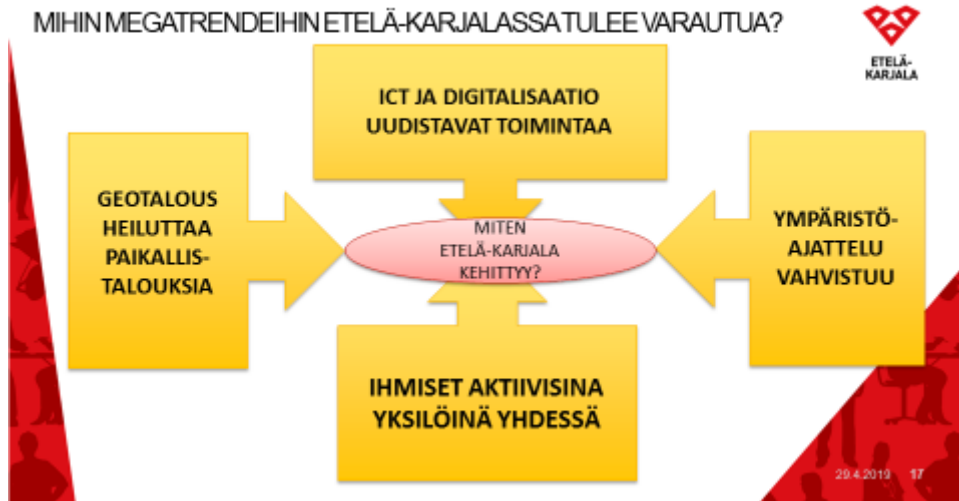 MIHIN MEGATRENDEIHIN ETELÄ-KARJALASSA TULEE VARAUTUA?
ETELÄ-
KARJALA
ICT JA DIGITALISAATIO
UUDISTAVAT TOIMINTAA
GEOTALOUS
HEILUTTAA
PAIKALLIS-
TALOUKSIA
MITEN
ETELÄ-KARJALA
KEHITTYY?
YMPÄRISTÖ-
AJATTELU
VAHVISTUU
IHMISET AKTIIVISINA
YKSILÖINÄ YHDESSÄ
29.4.2019 17